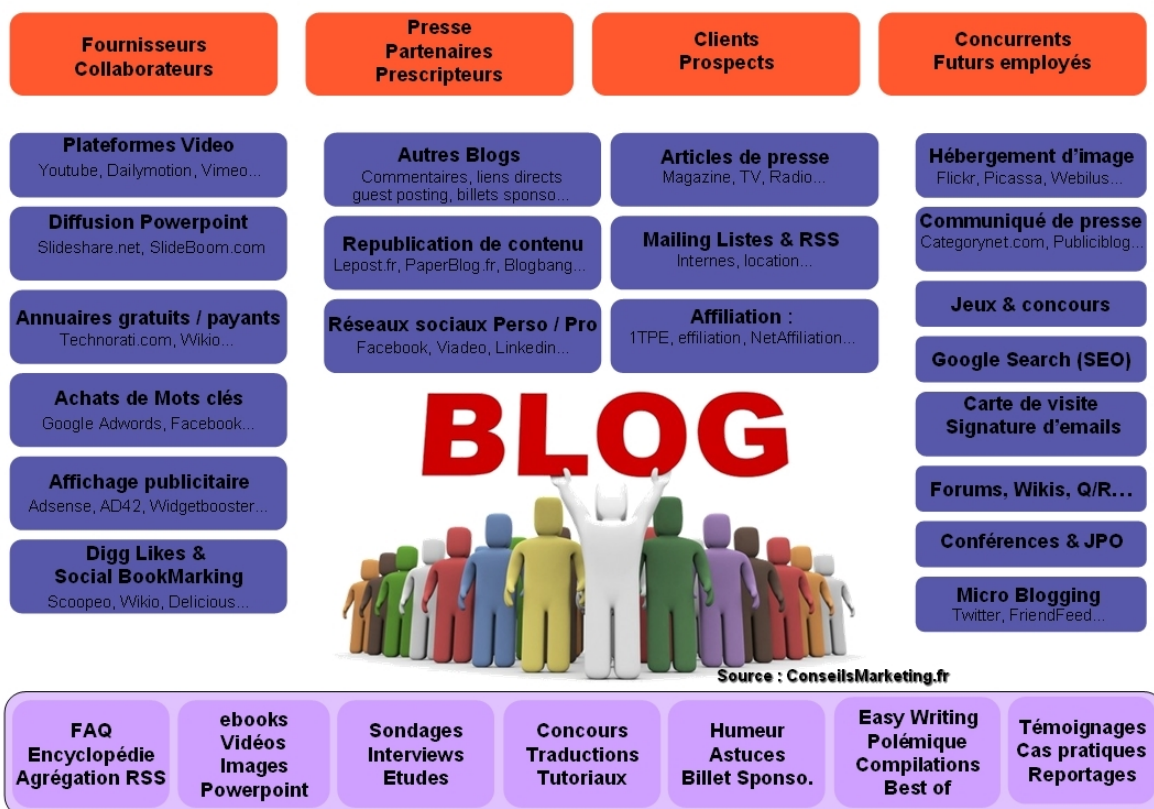 Fournisseurs
Collaborateurs
Presse
Partenaires
Prescripteurs
Clients
Prospects
Concurrents
Futurs employés
Plateformes Video
Youtube, Dailymotion, Vimeo...
Diffusion Powerpoint
Slideshare.net, SlideBoom.com
Annuaires gratuits / payants
Technorati.com, Wikio...
Achats de Mots clés
Google Adwords, Facebook...
Affichage publicitaire
Adsense, AD42, Widgetbooster...
Digg Likes &
Social BookMarking
Scoopeo, Wikio, Delicious...
Autres Blogs
Commentaires, liens directs
guest posting, billets sponso...
Republication de contenu
Lepost.fr, PaperBlog.fr, Blogbang...
Réseaux sociaux Perso / Pro
Facebook, Viadeo, Linkedin...
Articles de presse
Magazine, TV, Radio...
Mailing Listes & RSS
Internes, location...
Affiliation :
1TPE, effiliation, NetAffiliation...
Hébergement d'image
Flickr, Picassa, Webilus...
Communiqué de presse
Categorynet.com, Publiciblog...
Jeux & concours
Google Search (SEO)
Carte de visite
Signature d'emails
Forums, Wikis, Q/R...
Conférences & JPO
Micro Blogging
Twitter, FriendFeed...
BLOG
Source : ConseilsMarketing.fr
FAQ
Encyclopédie
Agrégation RSS
ebooks
Vidéos
Images
Powerpoint
Sondages
Interviews
Etudes
Concours
Traductions
Tutoriaux
Humeur
Astuces
Billet Sponso.
Easy Writing
Polémique
Compilations
Best of
Témoignages
Cas pratiques
Reportages